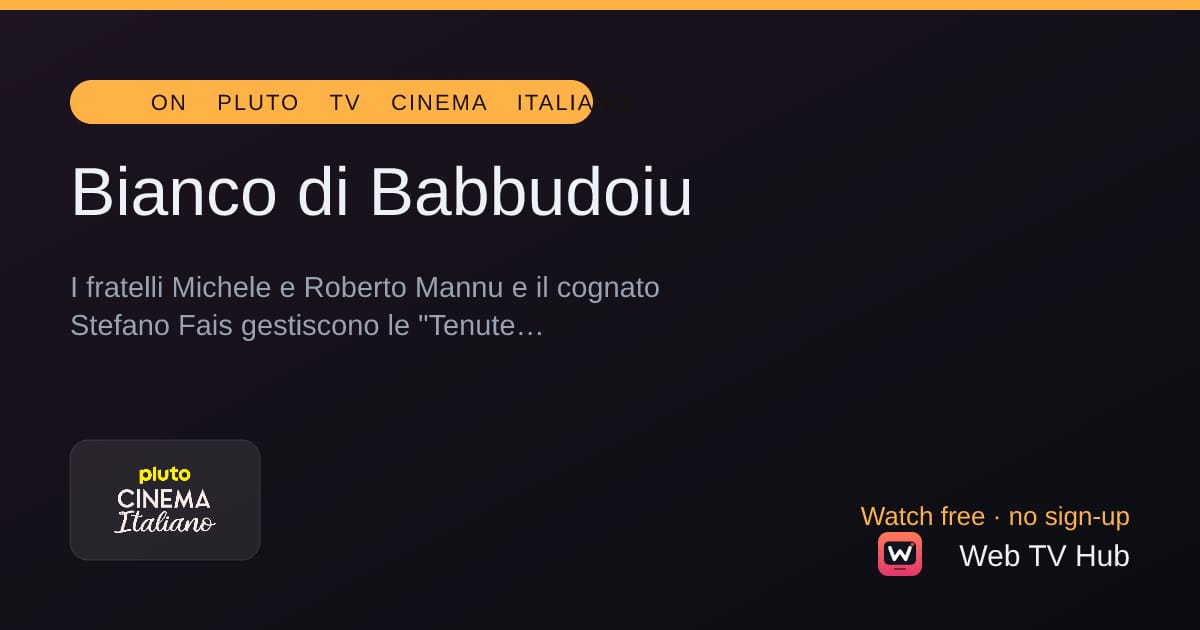 ON PLUTO TV CINEMA ITALIA
Bianco di Babbudoiu
I fratelli Michele e Roberto Mannu e il cognato
Stefano Fais gestiscono le "Tenute…
pluto
CINEMA
Italiano
Watch free · no sign-up
W
Web TV Hub